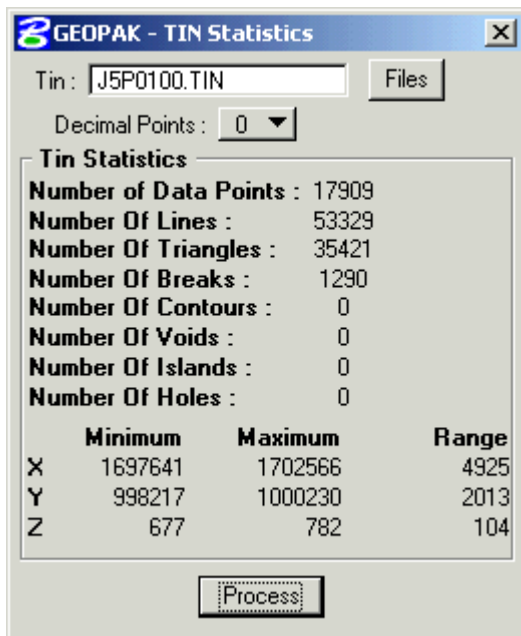 GEOPAK - TIN Statistics
Tin : J5P0100.TIN Files
Decimal Points : 0
Tin Statistics
Number of Data Points : 17909
Number Of Lines : 53329
Number Of Triangles : 35421
Number Of Breaks : 1290
Number Of Contours : 0
Number Of Voids : 0
Number Of Islands : 0
Number Of Holes : 0
Minimum Maximum Range
X 1697641 1702566 4925
Y 998217 1000230 2013
Z 677 782 104
Process